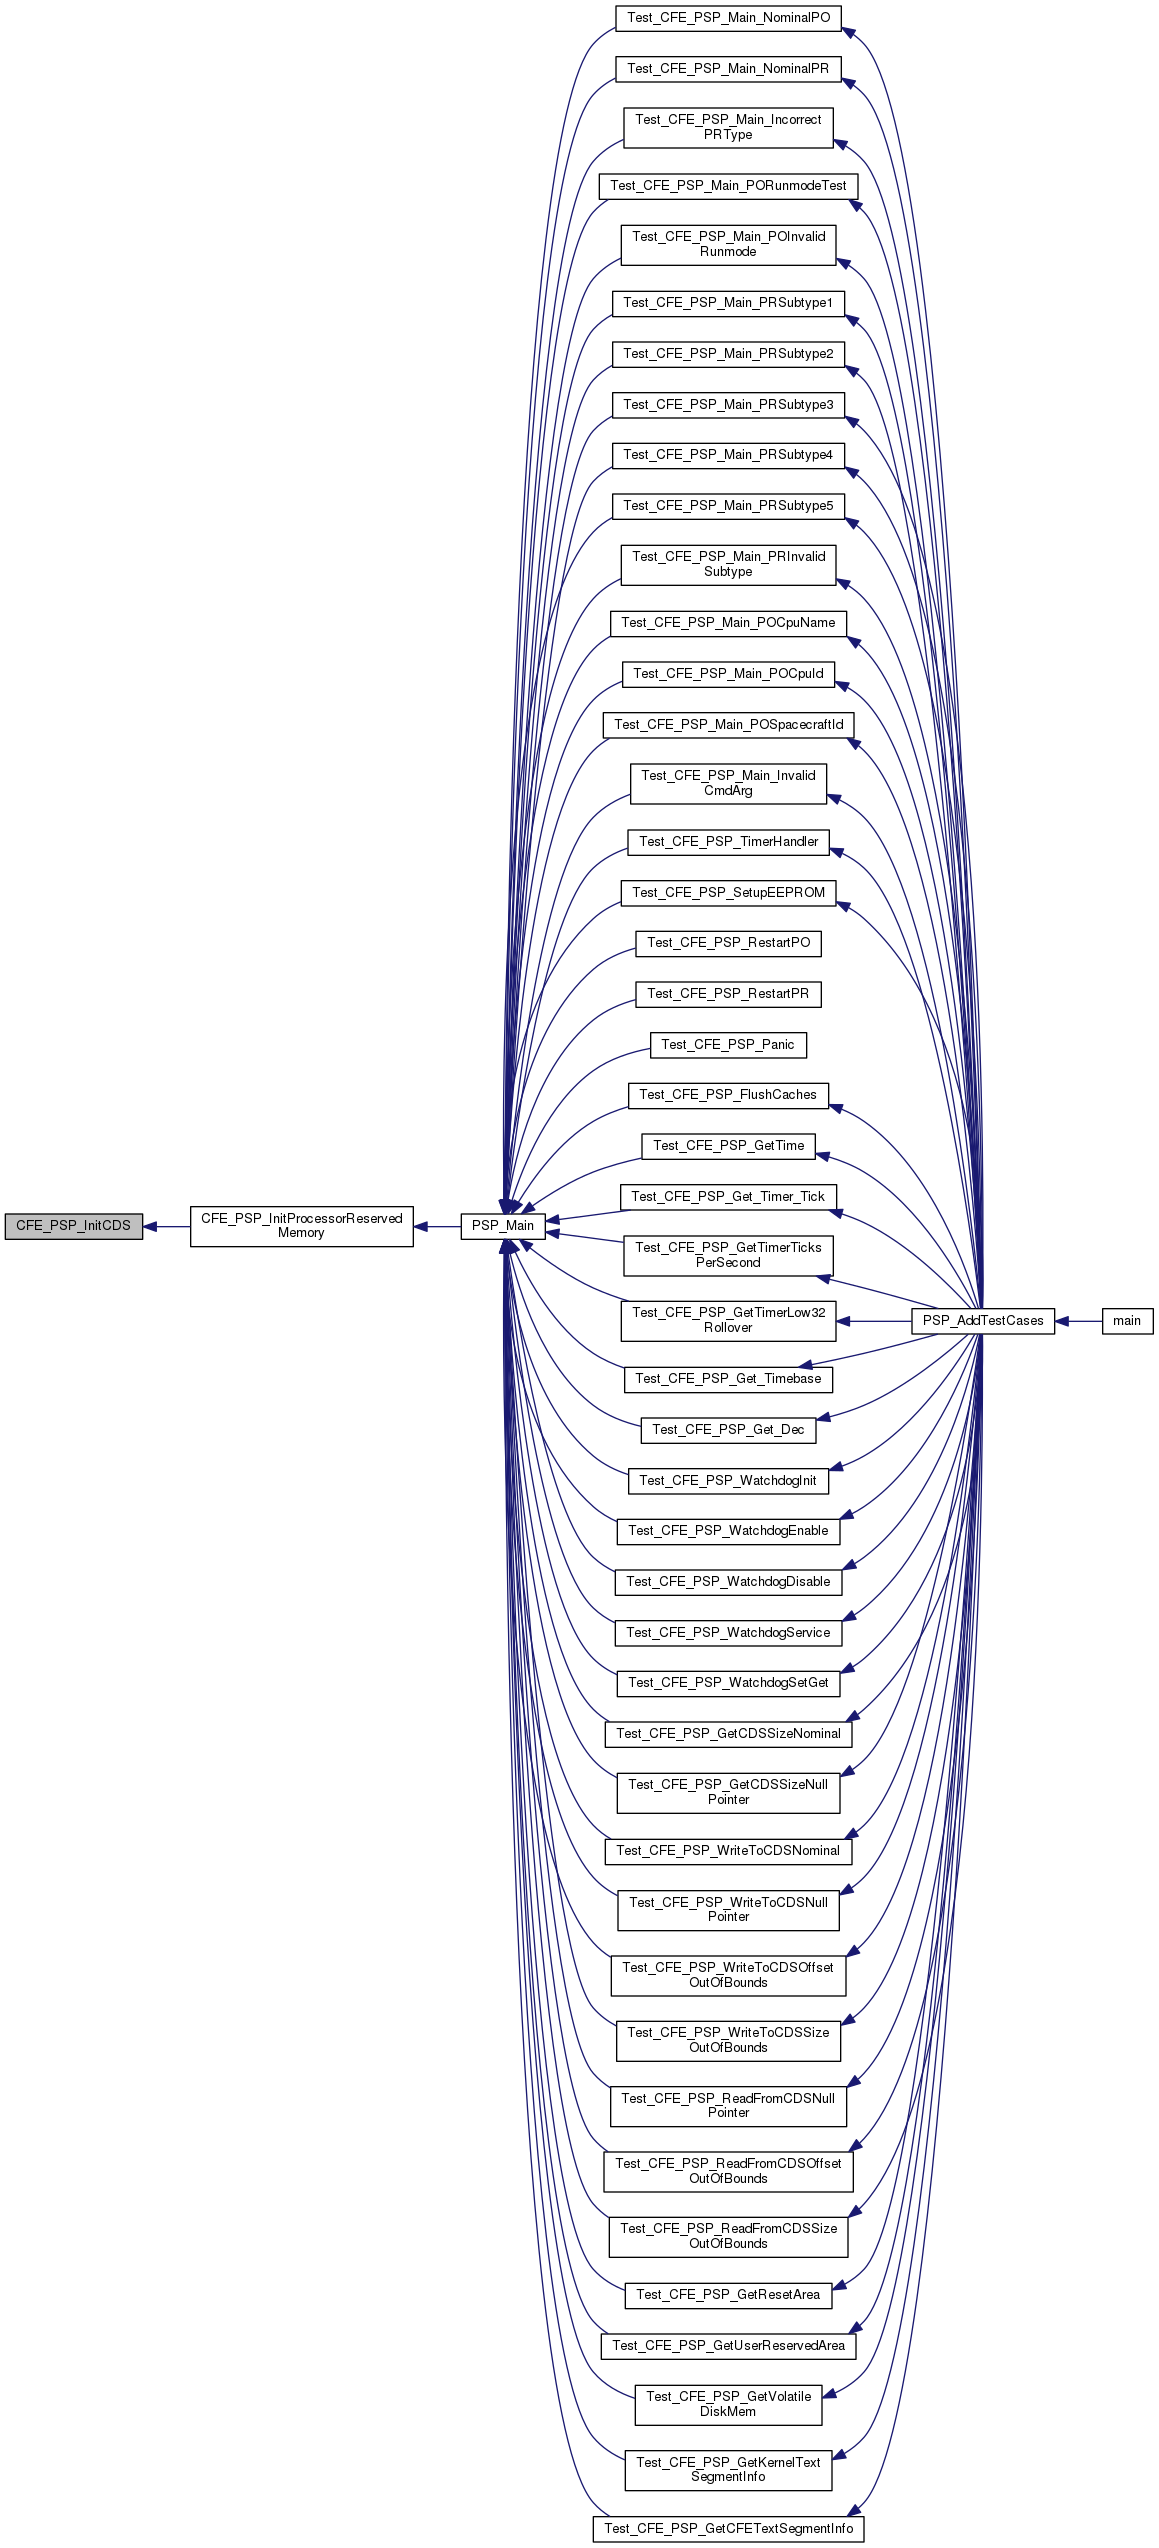 Test_CFE_PSP_Main_NominalPO
Test_CFE_PSP_Main_NominalPR
Test_CFE_PSP_Main_Incorrect
PRType
Test_CFE_PSP_Main_PORunmodeTest
Test_CFE_PSP_Main_POInvalid
Runmode
Test_CFE_PSP_Main_PRSubtype1
Test_CFE_PSP_Main_PRSubtype2
Test_CFE_PSP_Main_PRSubtype3
Test_CFE_PSP_Main_PRSubtype4
Test_CFE_PSP_Main_PRSubtype5
Test_CFE_PSP_Main_PRInvalid
Subtype
Test_CFE_PSP_Main_POCpuName
Test_CFE_PSP_Main_POCpuId
Test_CFE_PSP_Main_POSpacecraftId
Test_CFE_PSP_Main_Invalid
CmdArg
Test_CFE_PSP_TimerHandler
Test_CFE_PSP_SetupEEPROM
Test_CFE_PSP_RestartPO
Test_CFE_PSP_RestartPR
Test_CFE_PSP_Panic
Test_CFE_PSP_FlushCaches
Test_CFE_PSP_GetTime
Test_CFE_PSP_Get_Timer_Tick
CFE_PSP_InitCDS
CFE_PSP_InitProcessorReserved
Memory
PSP_Main
Test_CFE_PSP_GetTimerTicks
PerSecond
Test_CFE_PSP_GetTimerLow32
Rollover
PSP_AddTestCases
main
Test_CFE_PSP_Get_Timebase
Test_CFE_PSP_Get_Dec
Test_CFE_PSP_WatchdogInit
Test_CFE_PSP_WatchdogEnable
Test_CFE_PSP_WatchdogDisable
Test_CFE_PSP_WatchdogService
Test_CFE_PSP_WatchdogSetGet
Test_CFE_PSP_GetCDSSizeNominal
Test_CFE_PSP_GetCDSSizeNull
Pointer
Test_CFE_PSP_WriteToCDSNominal
Test_CFE_PSP_WriteToCDSNull
Pointer
Test_CFE_PSP_WriteToCDSOffset
OutOfBounds
Test_CFE_PSP_WriteToCDSSize
OutOfBounds
Test_CFE_PSP_ReadFromCDSNull
Pointer
Test_CFE_PSP_ReadFromCDSOffset
OutOfBounds
Test_CFE_PSP_ReadFromCDSSize
OutOfBounds
Test_CFE_PSP_GetResetArea
Test_CFE_PSP_GetUserReservedArea
Test_CFE_PSP_GetVolatile
DiskMem
Test_CFE_PSP_GetKernelText
SegmentInfo
Test_CFE_PSP_GetCFETextSegmentInfo